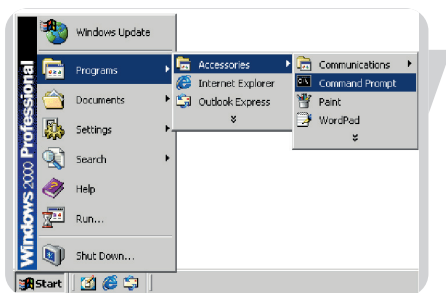 Windows 2000 Professional
Windows Update
Programs
Documents
Settings
Search
Help
Run...
Shut Down...
Accessories
Internet Explorer
Outlook Express
Communications
Command Prompt
Paint
WordPad
Start